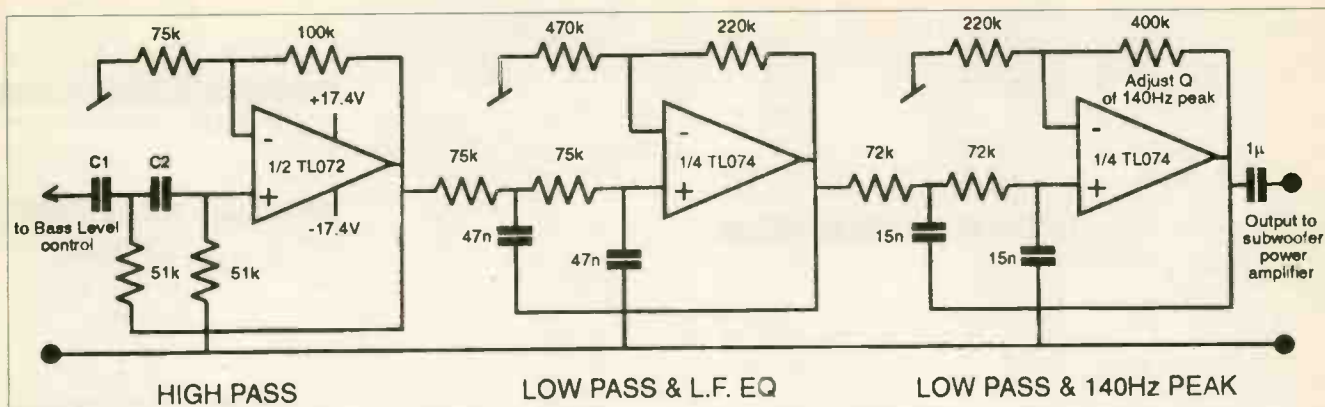 75k
100k
+17.4V
-
1/2 TL072
+
-17.4V
C1
C2
to Bass Level
control
51k
51k
HIGH PASS
470k
220k
-
1/4 TL074
+
75k
75k
47n
47n
LOW PASS & L.F. EQ
220k
400k
Adjust Q
of 140Hz peak
-
1/4 TL074
+
72k
72k
15n
15n
1µ
Output to
subwoofer
power
amplifier
LOW PASS & 140Hz PEAK